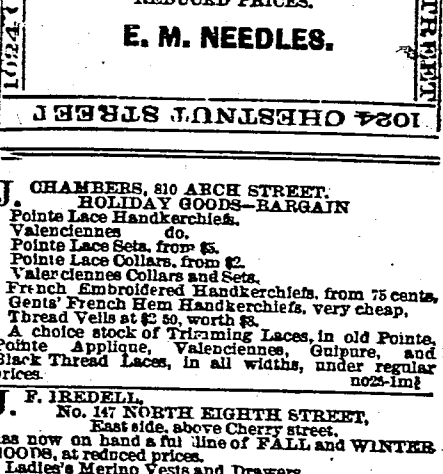 REDUCED PRICES.
E. M. NEEDLES.
1024
STREET
1024 CHESTNUT STREET
J. CHAMBERS, 810 ARCH STREET.
HOLIDAY GOODS—BARGAIN
Pointe Lace Handkerchiefs.
Valenciennes do.
Pointe Lace Sets, from $5.
Pointe Lace Collars, from $2.
Valenciennes Collars and Sets.
French Embroidered Handkerchiefs, from 75 cents,
Gents' French Hem Handkerchiefs, very cheap,
Thread Veils at $2 50, worth $3.
A choice stock of Trimming Laces, in old Pointe,
Pointe Applique, Valenciennes, Guipure, and
Black Thread Laces, in all widths, under regular
prices. no25-1m§
J. F. IREDELL,
No. 147 NORTH EIGHTH STREET,
East side, above Cherry street,
Has now on hand a full line of FALL and WINTER
GOODS, at reduced prices.
Ladies's Merino Vests and Drawers